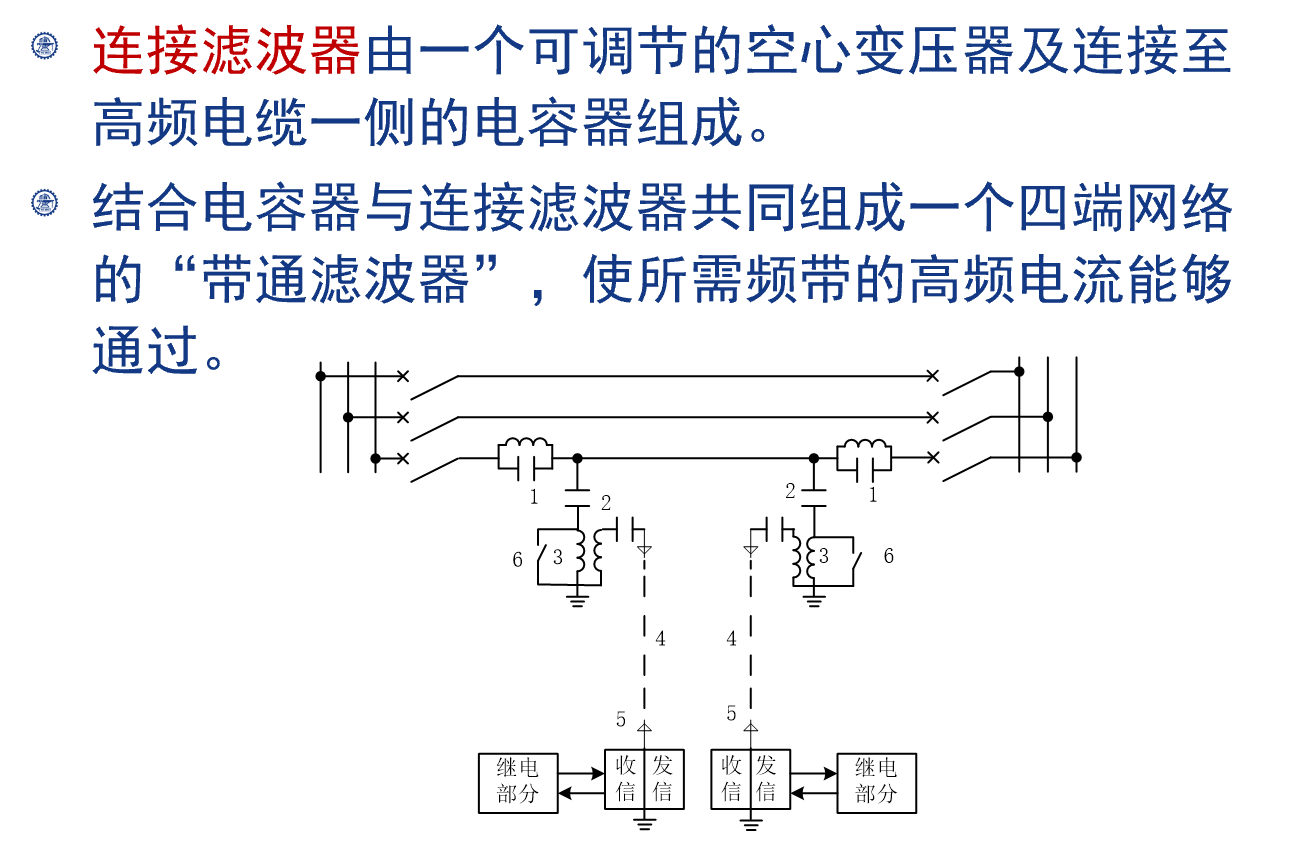 连接滤波器由一个可调节的空心变压器及连接至
高频电缆一侧的电容器组成。
结合电容器与连接滤波器共同组成一个四端网络
的“带通滤波器”，使所需频带的高频电流能够
通过。
1
2
2
1
6
3
3
6
4
4
5
5
继电
部分
收
信
发
信
收
信
发
信
继电
部分